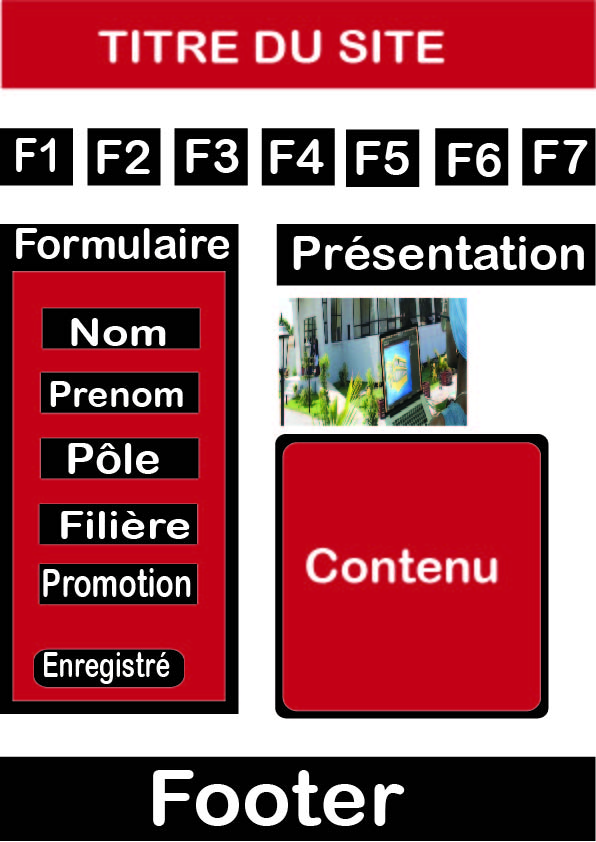 TITRE DU SITE
F1 F2 F3 F4 F5 F6 F7
Formulaire
Nom
Prenom
Pôle
Filière
Promotion
Enregistré
Présentation
Contenu
Footer